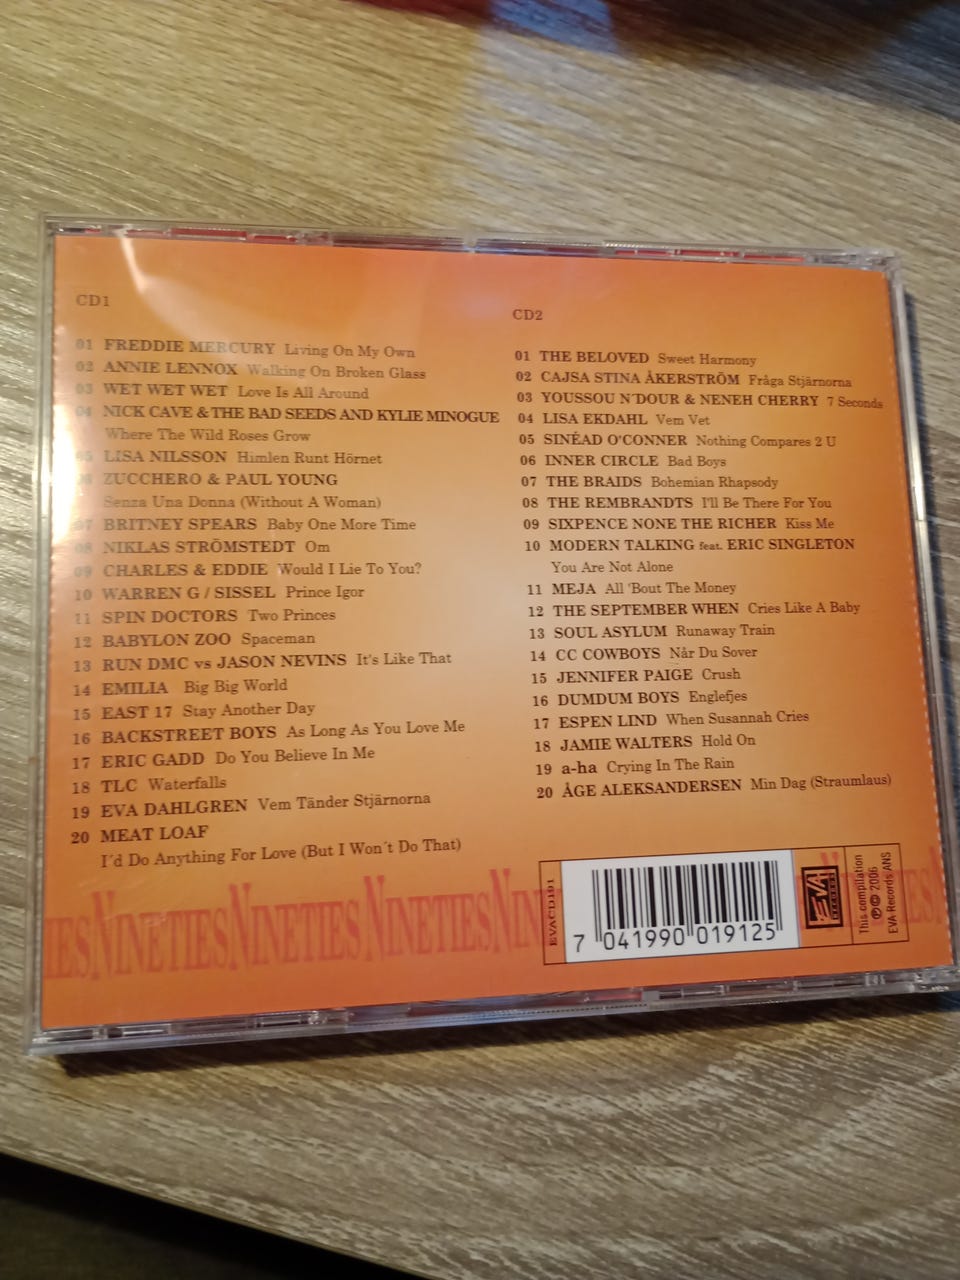 CD1
01 FREDDIE MERCURY Living On My Own
02 ANNIE LENNOX Walking On Broken Glass
03 WET WET WET Love Is All Around
04 NICK CAVE & THE BAD SEEDS AND KYLIE MINOGUE
Where The Wild Roses Grow
05 LISA NILSSON Himlen Runt Hörnet
06 ZUCCHERO & PAUL YOUNG
Senza Una Donna (Without A Woman)
07 BRITNEY SPEARS Baby One More Time
08 NIKLAS STRÖMSTEDT Om
09 CHARLES & EDDIE Would I Lie To You?
10 WARREN G / SISSEL Prince Igor
11 SPIN DOCTORS Two Princes
12 BABYLON ZOO Spaceman
13 RUN DMC vs JASON NEVINS It's Like That
14 EMILIA Big Big World
15 EAST 17 Stay Another Day
16 BACKSTREET BOYS As Long As You Love Me
17 ERIC GADD Do You Believe In Me
18 TLC Waterfalls
19 EVA DAHLGREN Vem Tänder Stjärnorna
20 MEAT LOAF
I´d Do Anything For Love (But I Won´t Do That)
CD2
01 THE BELOVED Sweet Harmony
02 CAJSA STINA ÅKERSTRÖM Fråga Stjärnorna
03 YOUSSOU N´DOUR & NENEH CHERRY 7 Seconds
04 LISA EKDAHL Vem Vet
05 SINÉAD O'CONNER Nothing Compares 2 U
06 INNER CIRCLE Bad Boys
07 THE BRAIDS Bohemian Rhapsody
08 THE REMBRANDTS I'll Be There For You
09 SIXPENCE NONE THE RICHER Kiss Me
10 MODERN TALKING feat. ERIC SINGLETON
You Are Not Alone
11 MEJA All 'Bout The Money
12 THE SEPTEMBER WHEN Cries Like A Baby
13 SOUL ASYLUM Runaway Train
14 CC COWBOYS Når Du Sover
15 JENNIFER PAIGE Crush
16 DUMDUM BOYS Englefjes
17 ESPEN LIND When Susannah Cries
18 JAMIE WALTERS Hold On
19 a-ha Crying In The Rain
20 ÅGE ALEKSANDERSEN Min Dag (Straumlaus)
IES NINETIES NINETIES NINETIES NIN
EVACD191
7 041990 019125
EVA
RECORDS
This compilation
℗© 2006
EVA-Records ANS